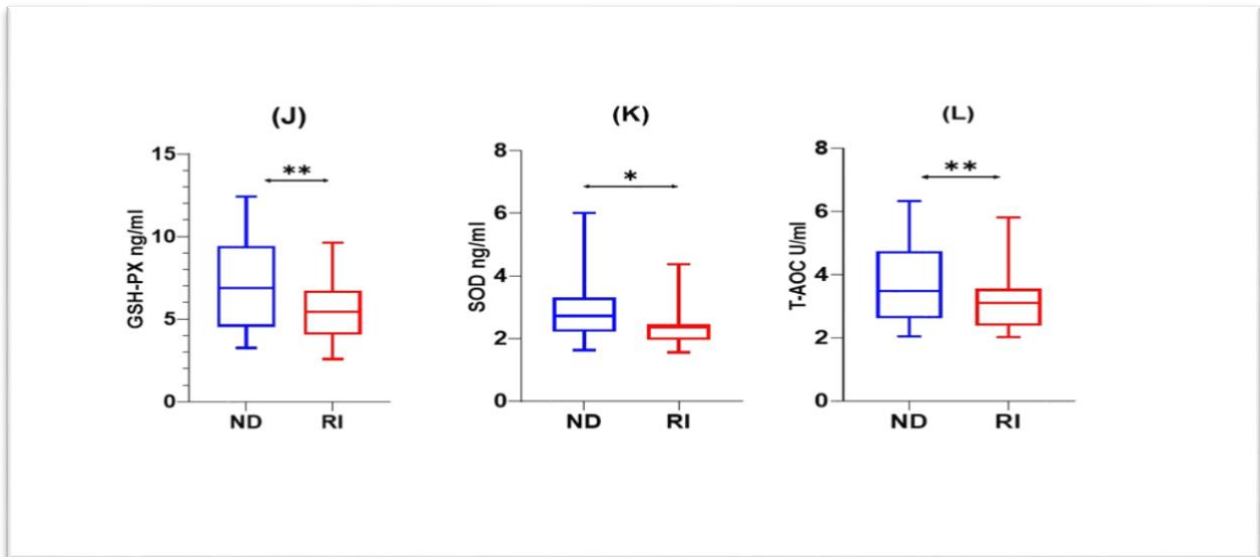 (J)
GSH-PX ng/ml
15
10
5
0
**
ND RI
(K)
SOD ng/ml
8
6
4
2
0
*
ND RI
(L)
T-AOC U/ml
8
6
4
2
0
**
ND RI